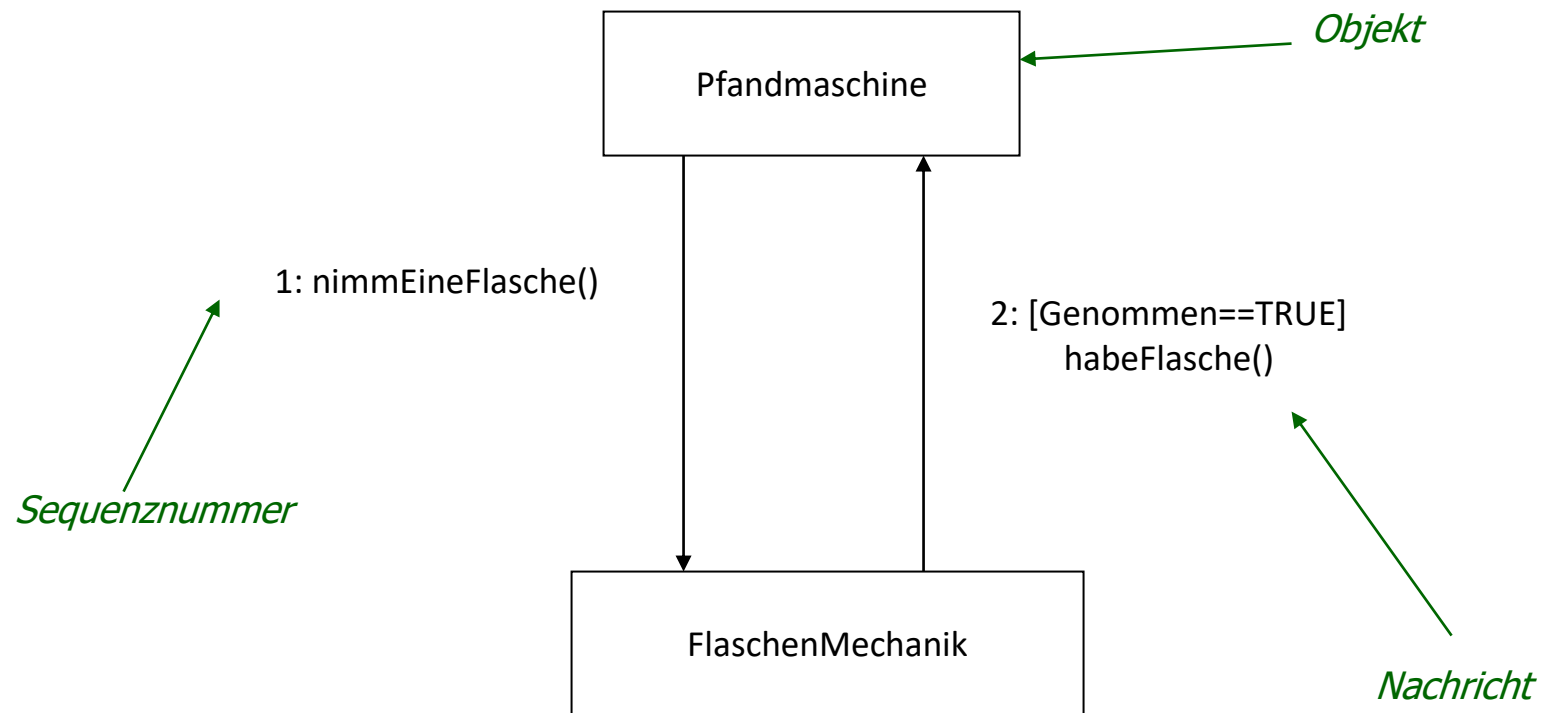 Objekt
Pfandmaschine
1: nimmEineFlasche()
2: [Genommen==TRUE]
habeFlasche()
Sequenznummer
FlaschenMechanik
Nachricht